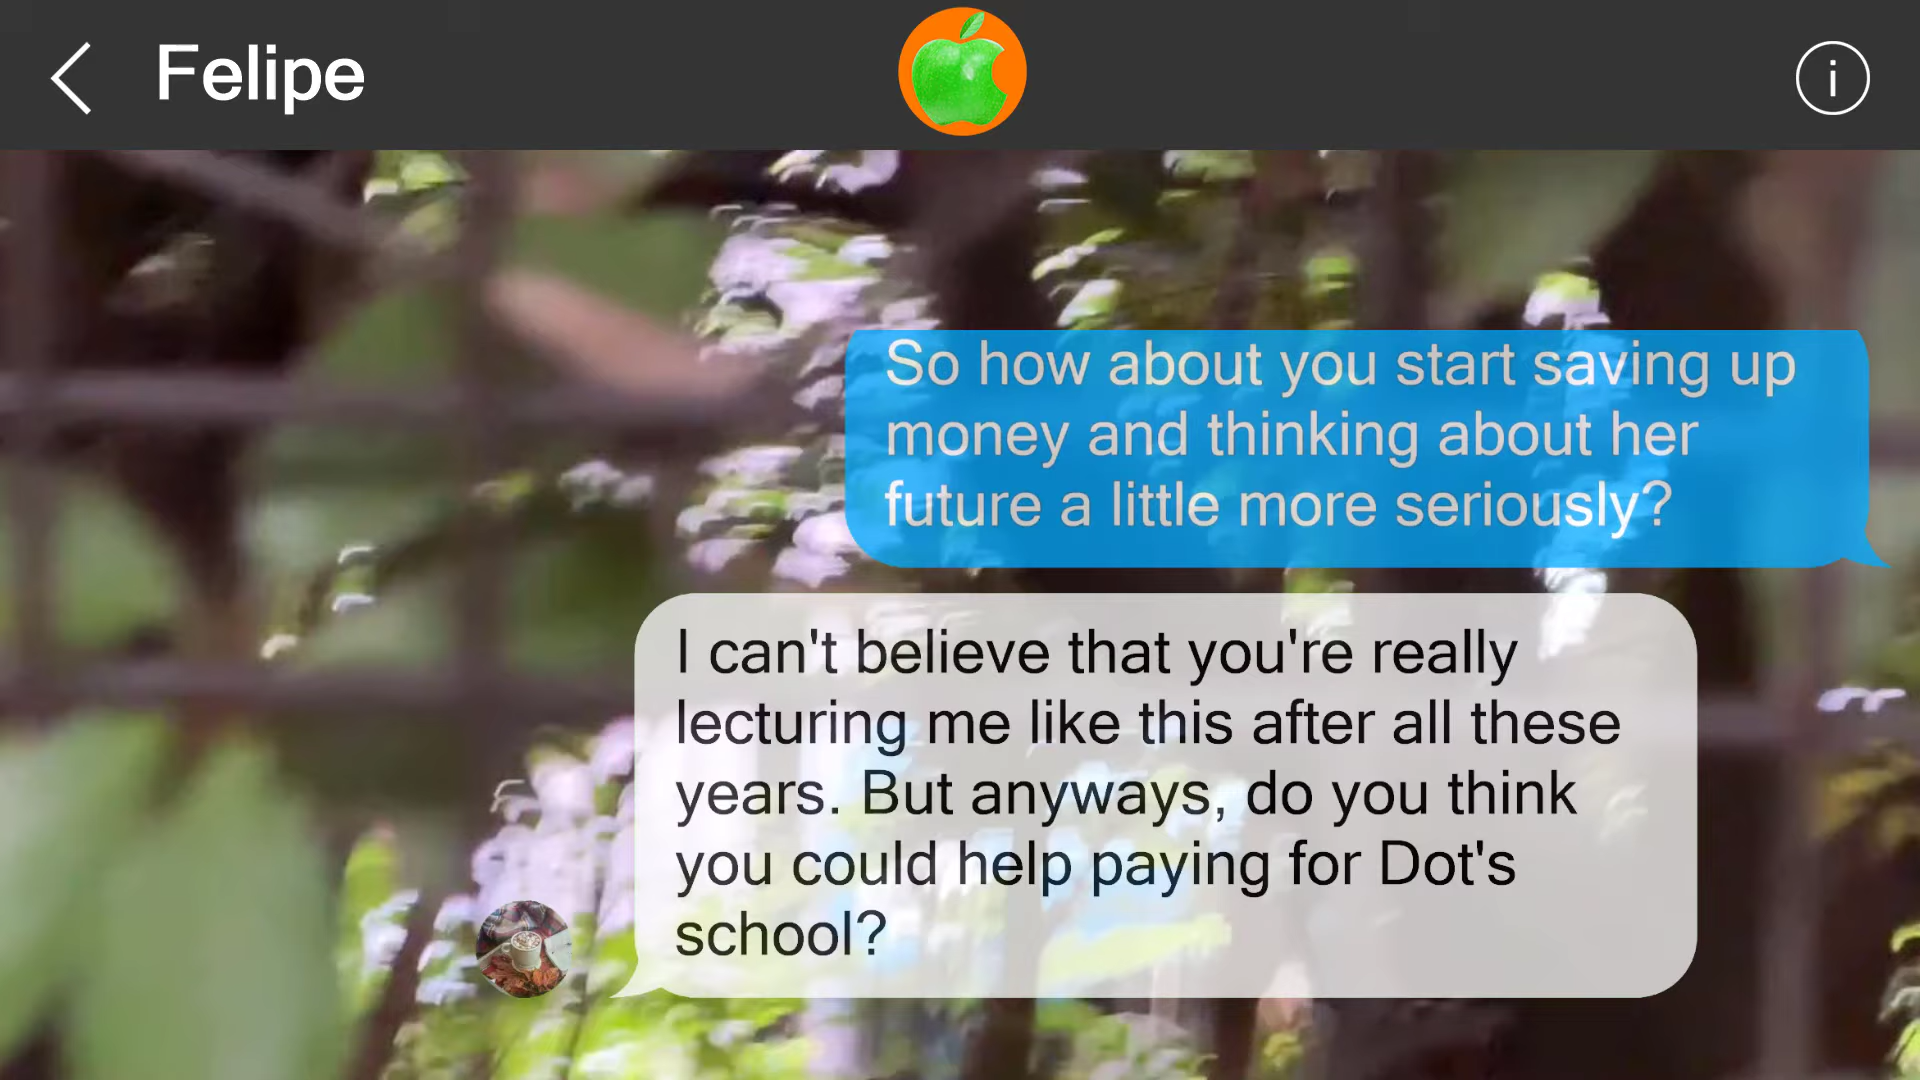 Felipe
So how about you start saving up
money and thinking about her
future a little more seriously?
I can't believe that you're really
lecturing me like this after all these
years. But anyways, do you think
you could help paying for Dot's
school?